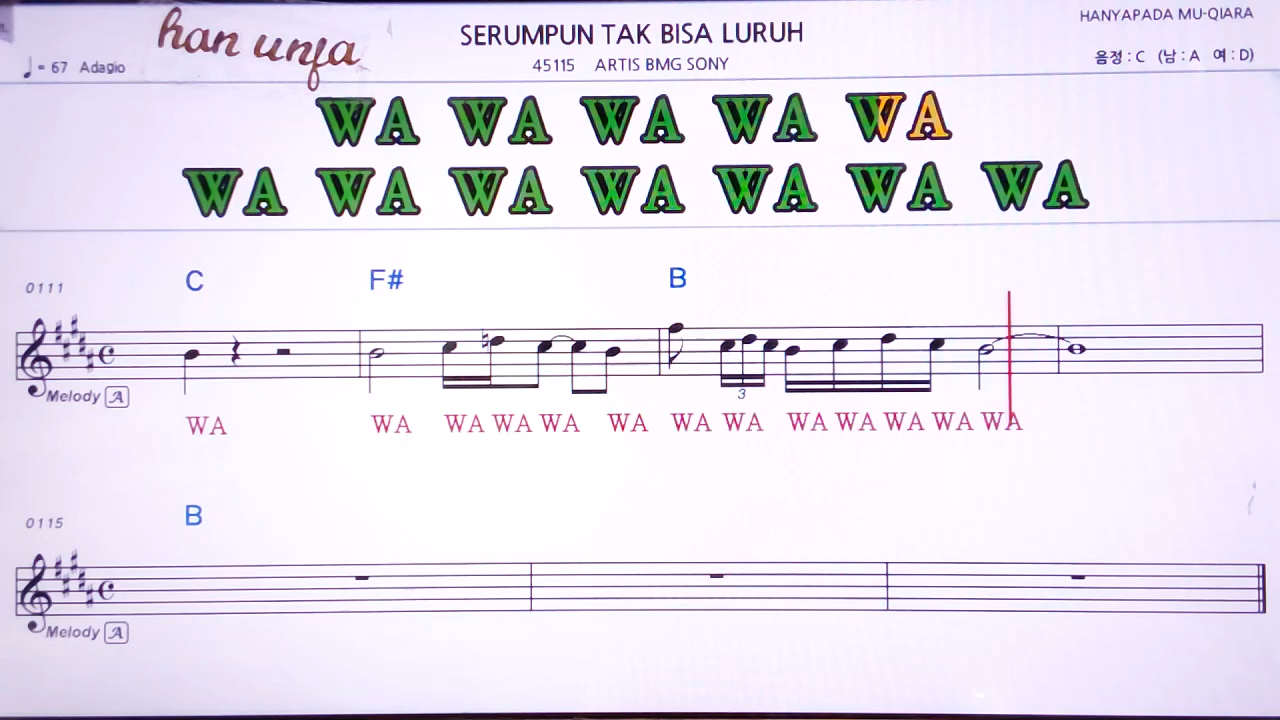 han unfa
SERUMPUN TAK BISA LURUH
HANYAPADA MU-QIARA
♩ = 67 Adagio
45115 ARTIS BMG SONY
음정 : C (남 : A 여 : D)
WA WA WA WA WA
WA WA WA WA WA WA WA
0111
C F# B
Melody A
3
WA WA WA WA WA WA WA WA WA WA WA WA WA
0115
B
Melody A